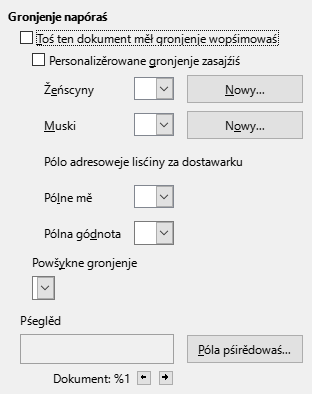 Gronjenje napóraś
Toś ten dokument měł gronjenje wopśimowaś
Personalizěrowane gronjenje zasajźiś
Žeńscyny
Nowy...
Muski
Nowy...
Pólo adresoweje lisćiny za dostawarku
Pólne mě
Pólna gódnota
Powšykne gronjenje
Pśeglěd
Póla pśirědowaś...
Dokument: %1